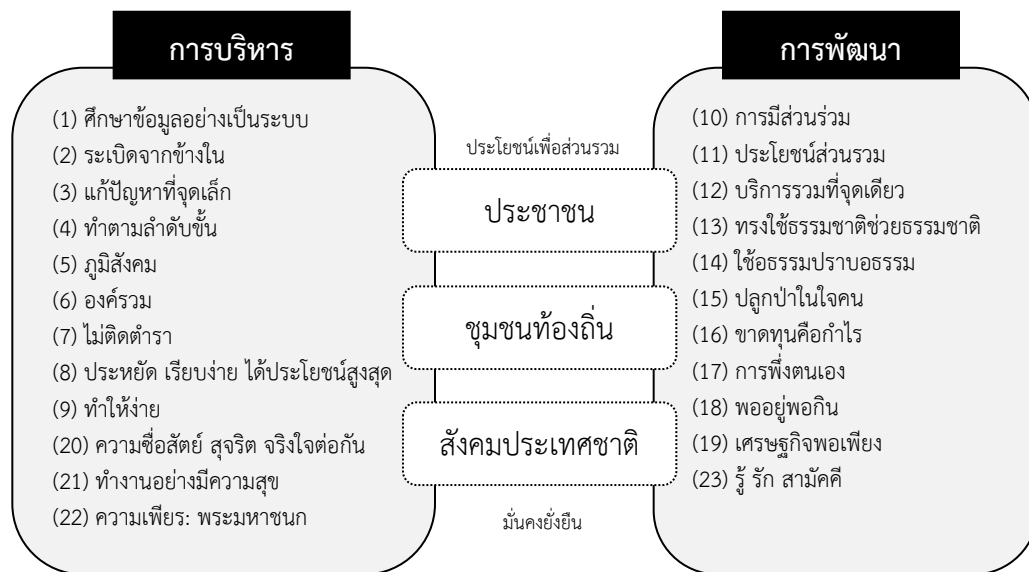 การบริหาร
(1) ศึกษาข้อมูลอย่างเป็นระบบ
(2) ระเบิดจากข้างใน
(3) แก้ปัญหาที่จุดเล็ก
(4) ทำตามลำดับขั้น
(5) ภูมิสังคม
(6) องค์รวม
(7) ไม่ติดตำรา
(8) ประหยัด เรียบง่าย ได้ประโยชน์สูงสุด
(9) ทำให้ง่าย
(20) ความซื่อสัตย์ สุจริต จริงใจต่อกัน
(21) ทำงานอย่างมีความสุข
(22) ความเพียร: พระมหาชนก
ประโยชน์เพื่อส่วนรวม
ประชาชน
ชุมชนท้องถิ่น
สังคมประเทศชาติ
มั่นคงยั่งยืน
การพัฒนา
(10) การมีส่วนร่วม
(11) ประโยชน์ส่วนรวม
(12) บริการรวมที่จุดเดียว
(13) ทรงใช้ธรรมชาติช่วยธรรมชาติ
(14) ใช้อธรรมปราบอธรรม
(15) ปลูกป่าในใจคน
(16) ขาดทุนคือกำไร
(17) การพึ่งตนเอง
(18) พออยู่พอกิน
(19) เศรษฐกิจพอเพียง
(23) รู้ รัก สามัคคี